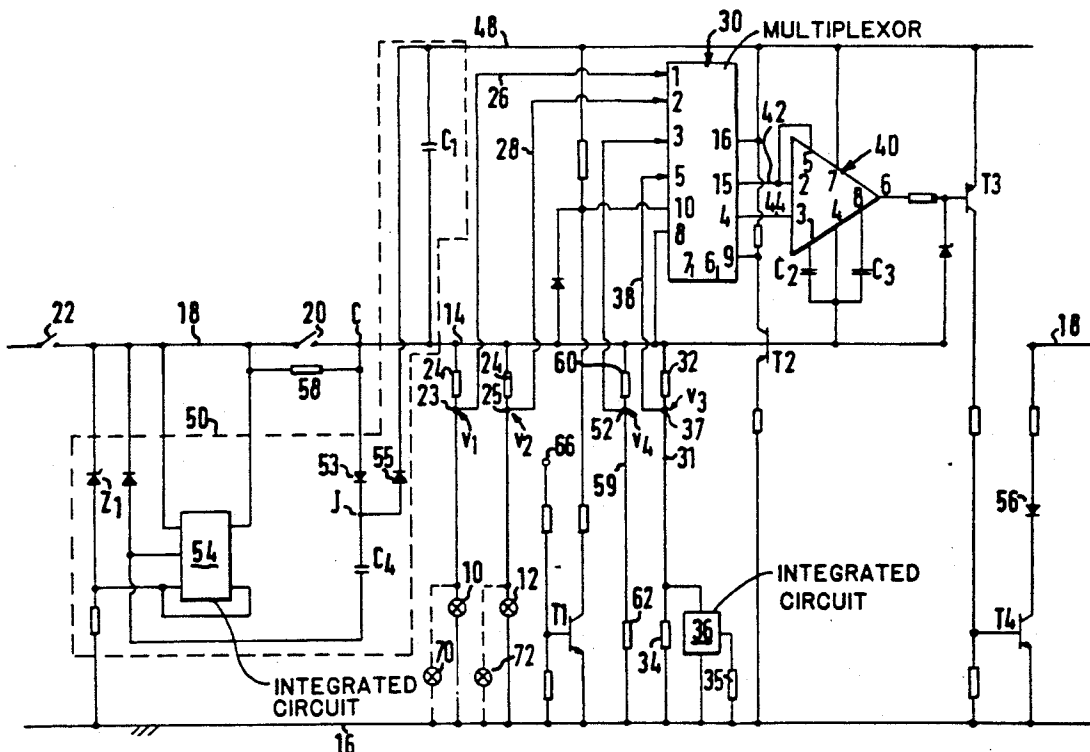 48
30
MULTIPLEXOR
26
1
2
28
3
5
10
8
7 6
16
15
4
9
42
44
C1
38
5
7
40
2
3
4
8
6
T3
C2
C3
22
18
20
C
14
18
58
24
24
60
32
T2
50
23
25
52
37
V1
V2
V4
V3
53
55
66
59
31
56
Z1
J
54
C4
10
12
T1
62
34
36
INTEGRATED
CIRCUIT
T4
70
72
35
INTEGRATED
CIRCUIT
16